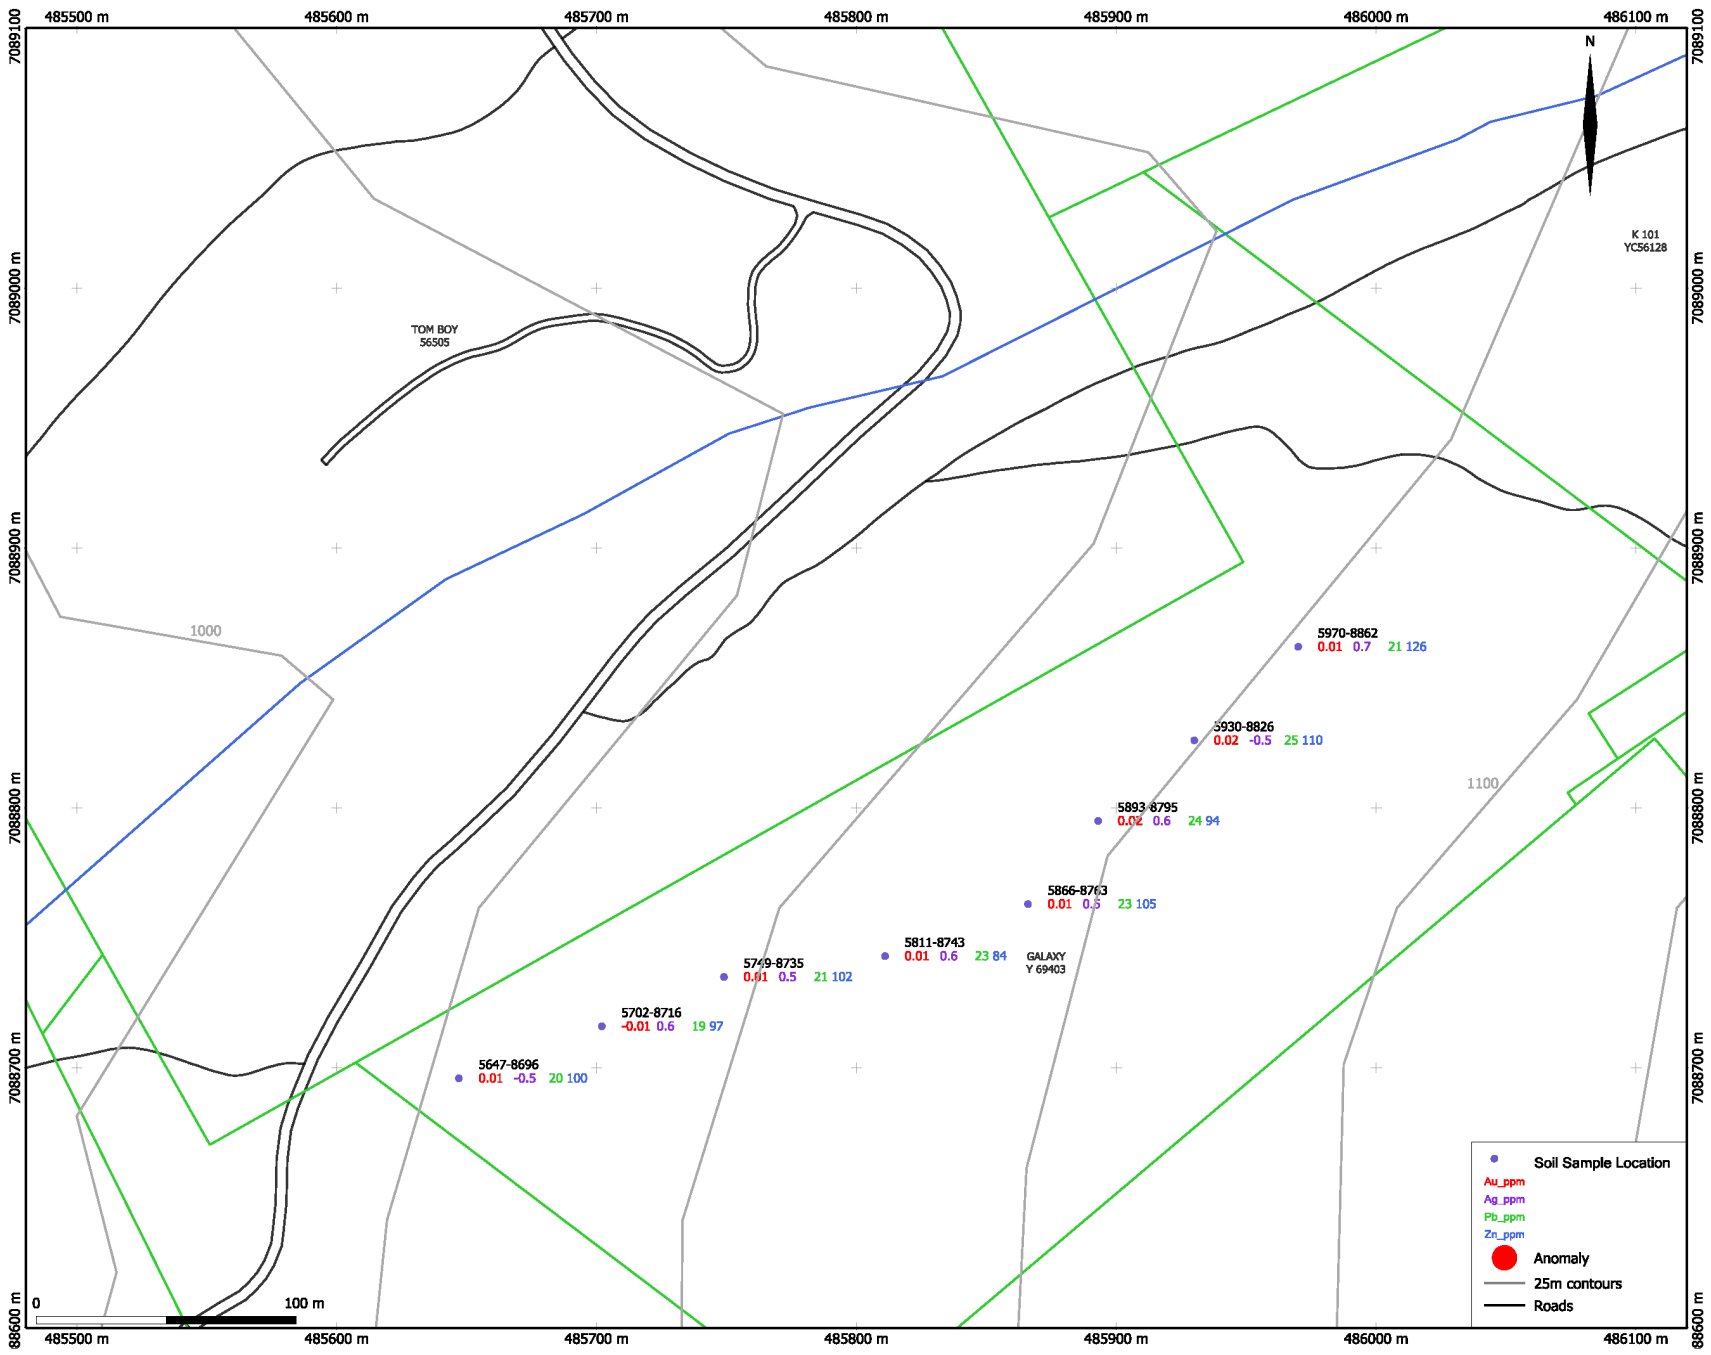 485500 m 485600 m 485700 m 485800 m 485900 m 486000 m 486100 m
7089100
7089100
N
K 101
YC56128
7089000 m
7089000 m
TOM BOY
56505
7088900 m
7088900 m
1000
5970-8862
0.01 0.7 21 126
5930-8826
0.02 -0.5 25 110
7088800 m
7088800 m
1100
5893-8795
0.02 0.6 24 94
5866-8763
0.01 0.5 23 105
5811-8743
0.01 0.6 23 84
GALAXY
Y 69403
5749-8735
0.01 0.5 21 102
5702-8716
-0.01 0.6 19 97
5647-8696
0.01 -0.5 20 100
7088700 m
7088700 m
Soil Sample Location
Au_ppm
Ag_ppm
Pb_ppm
Zn_ppm
Anomaly
25m contours
Roads
0 100 m
88600 m
88600 m
485500 m 485600 m 485700 m 485800 m 485900 m 486000 m 486100 m